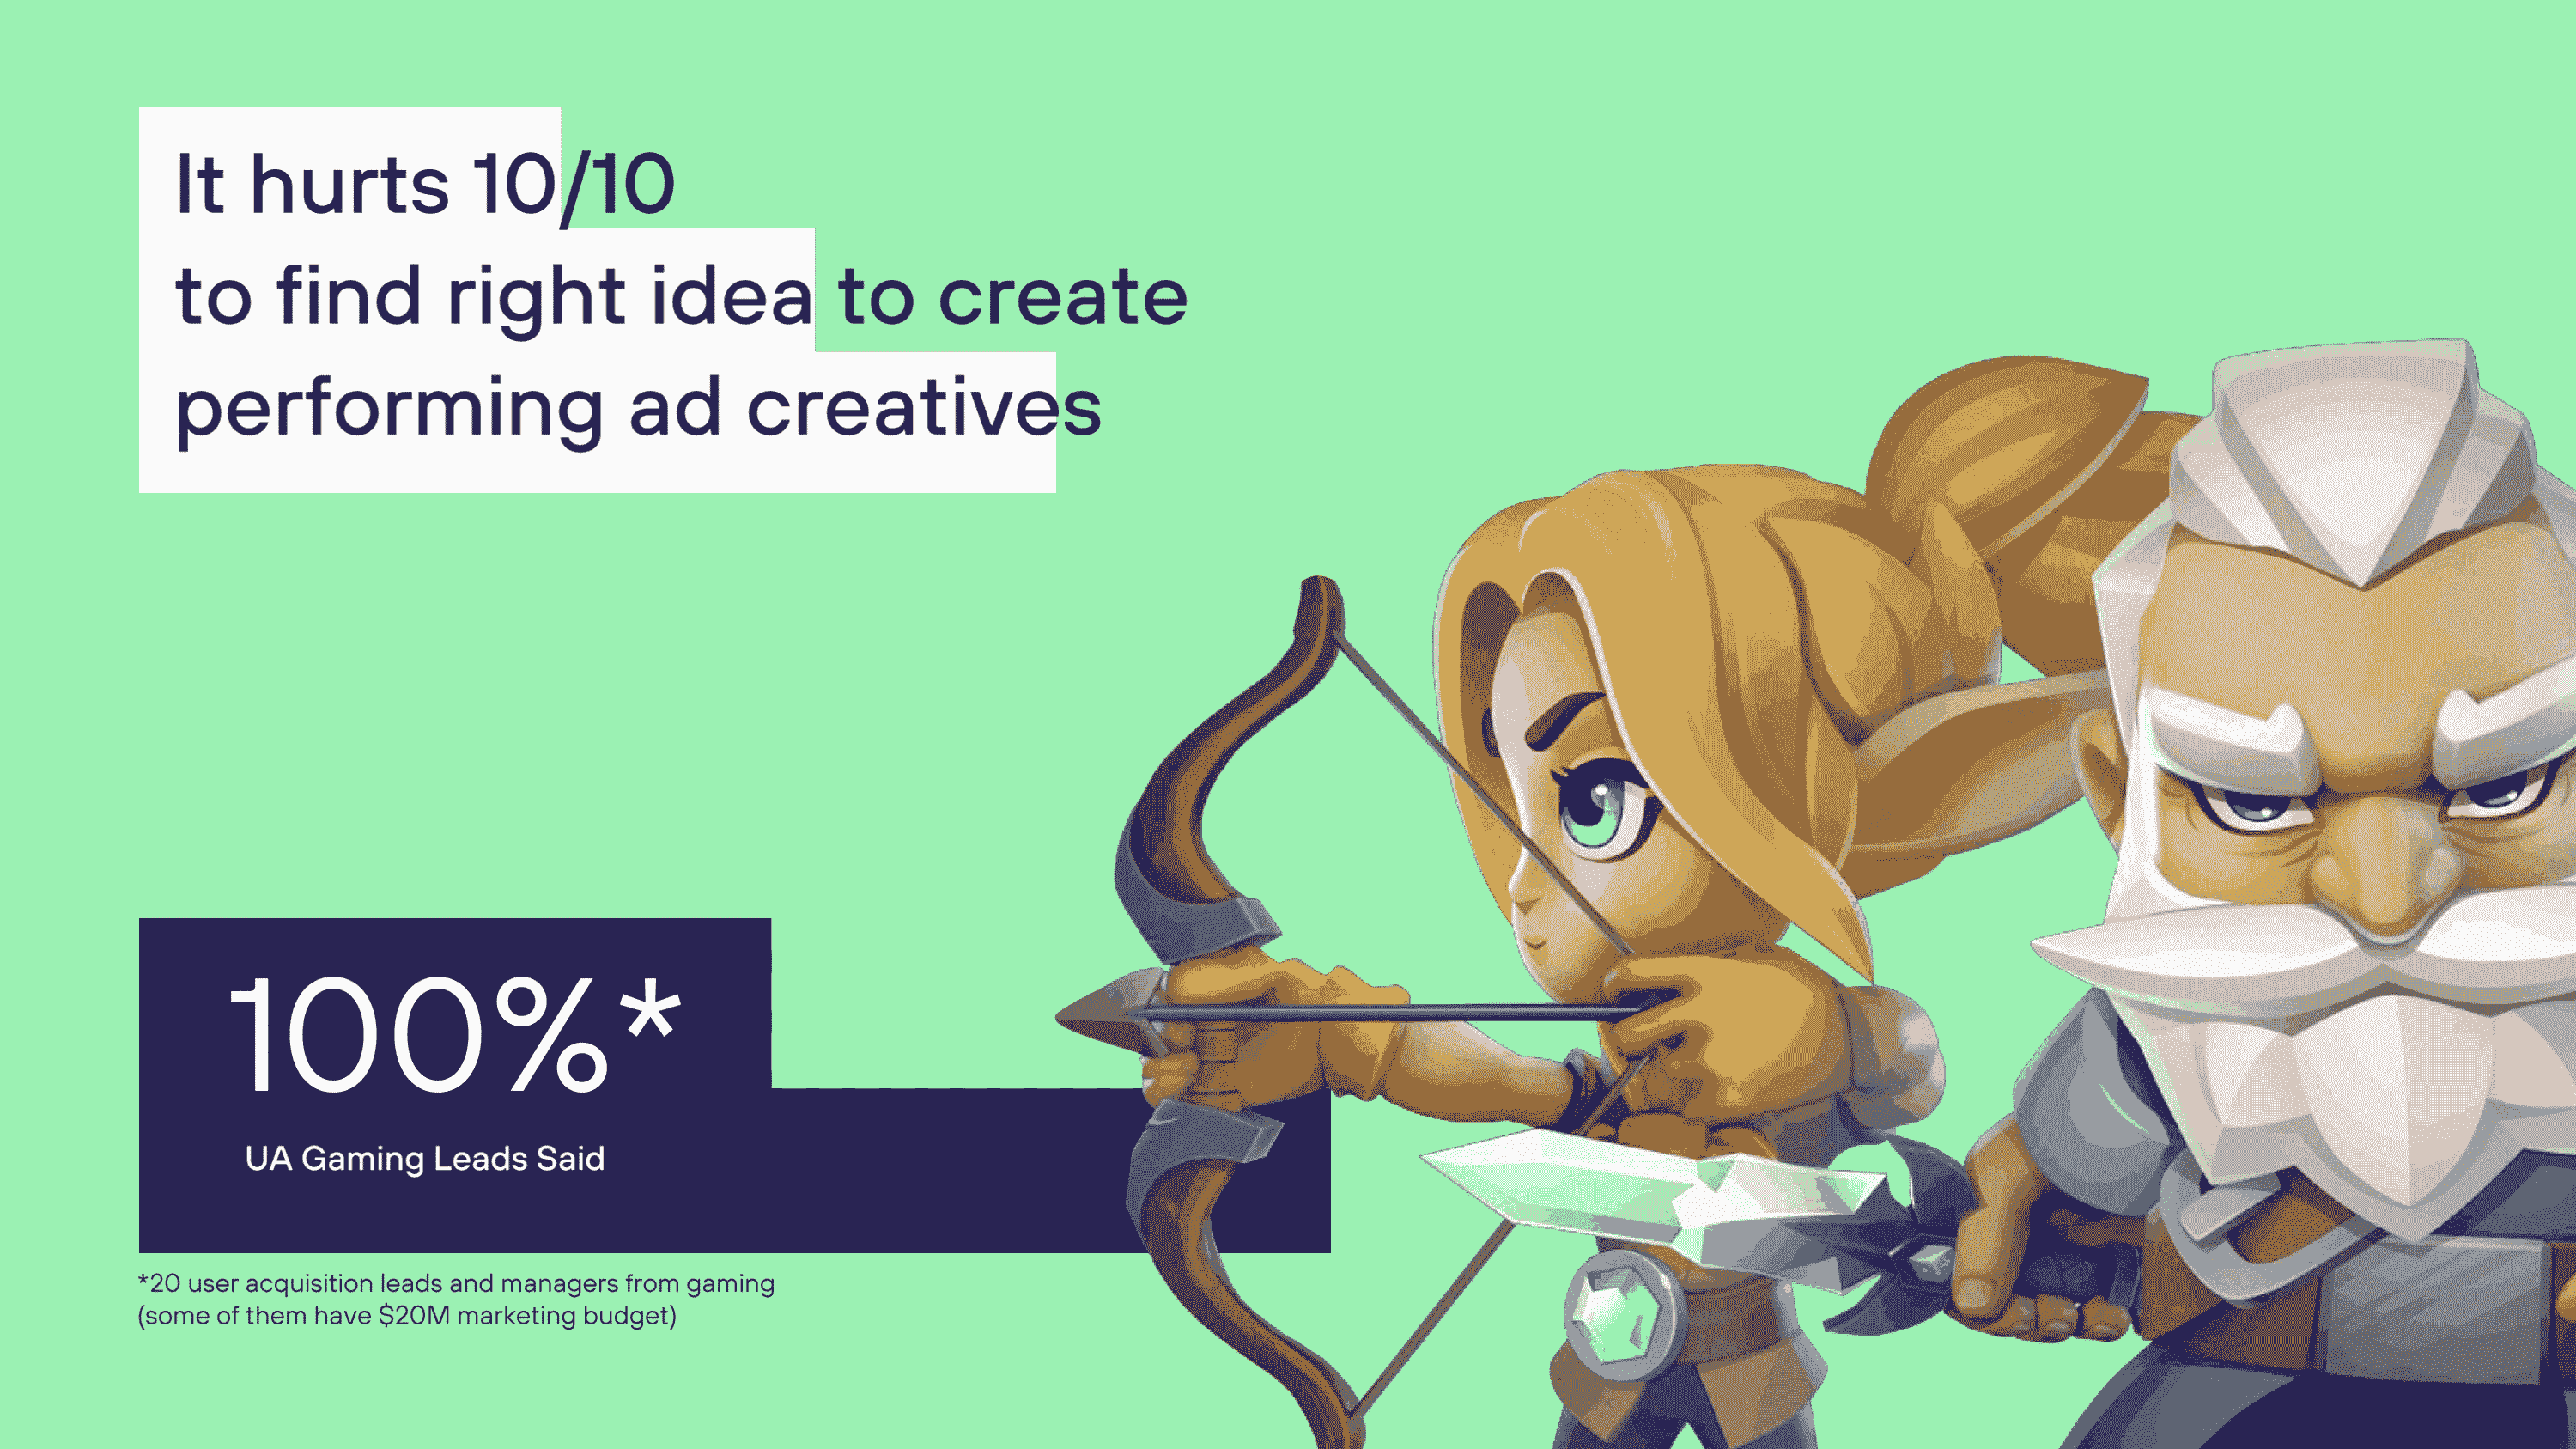 It hurts 10/10
to find right idea to create
performing ad creatives
100%*
UA Gaming Leads Said
*20 user acquisition leads and managers from gaming
(some of them have $20M marketing budget)